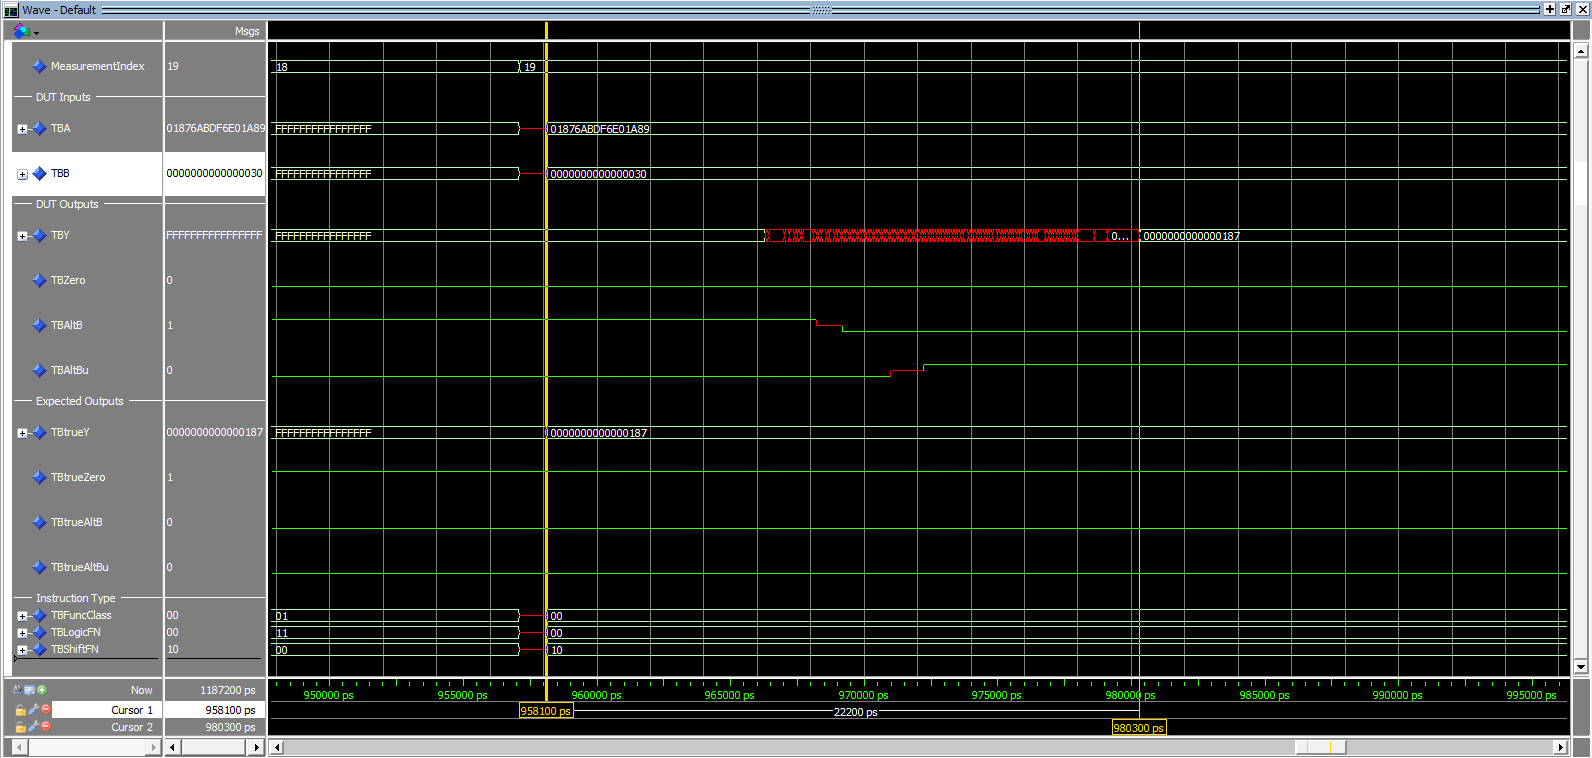 Wave - Default
Msgs
MeasurementIndex 19 18 19
DUT Inputs
TBA 01876ABDF6E01A89 FFFFFFFFFFFFFFFF 01876ABDF6E01A89
TBB 0000000000000030 FFFFFFFFFFFFFFFF 0000000000000030
DUT Outputs
TBY FFFFFFFFFFFFFFFF FFFFFFFFFFFFFFFF 0... 0000000000000187
TBZero 0
TBAltB 1
TBAltBu 0
Expected Outputs
TBtrueY 0000000000000187 FFFFFFFFFFFFFFFF 0000000000000187
TBtrueZero 1
TBtrueAltB 0
TBtrueAltBu 0
Instruction Type
TBFuncClass 00 01 00
TBLogicFN 00 11 00
TBShiftFN 10 00 10
Now 1187200 ps 950000 ps 955000 ps 960000 ps 965000 ps 970000 ps 975000 ps 980000 ps 985000 ps 990000 ps 995000 ps
Cursor 1 958100 ps 958100 ps 22200 ps
Cursor 2 980300 ps 980300 ps